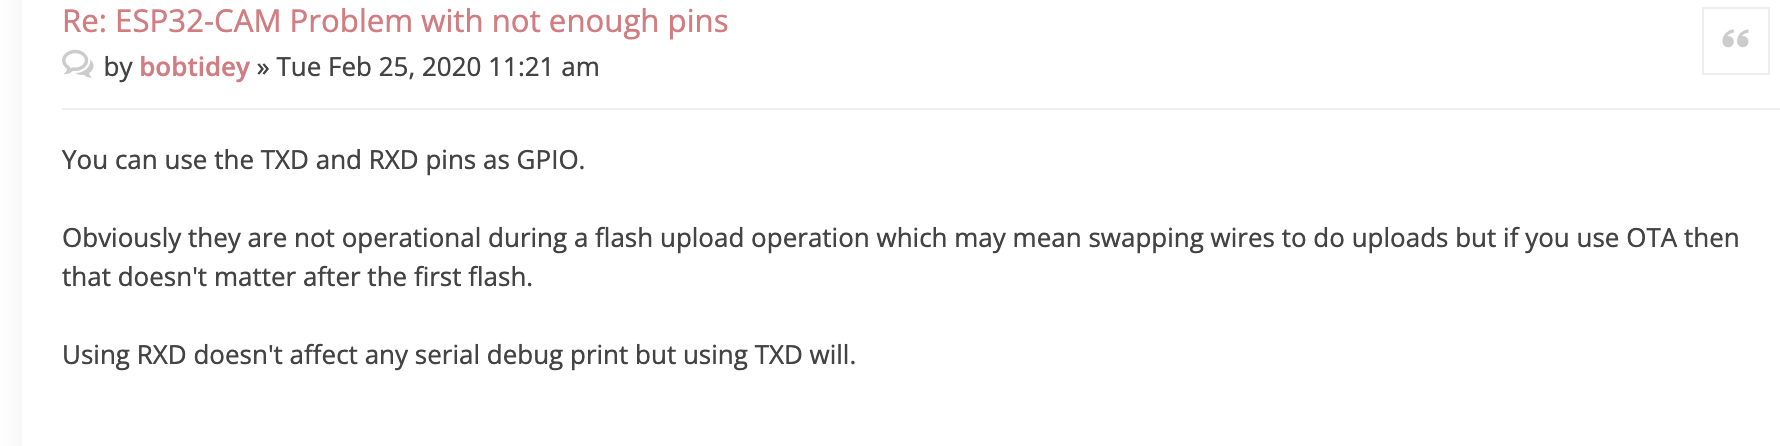 Re: ESP32-CAM Problem with not enough pins
by bobtidey » Tue Feb 25, 2020 11:21 am
You can use the TXD and RXD pins as GPIO.
Obviously they are not operational during a flash upload operation which may mean swapping wires to do uploads but if you use OTA then
that doesn't matter after the first flash.
Using RXD doesn't affect any serial debug print but using TXD will.